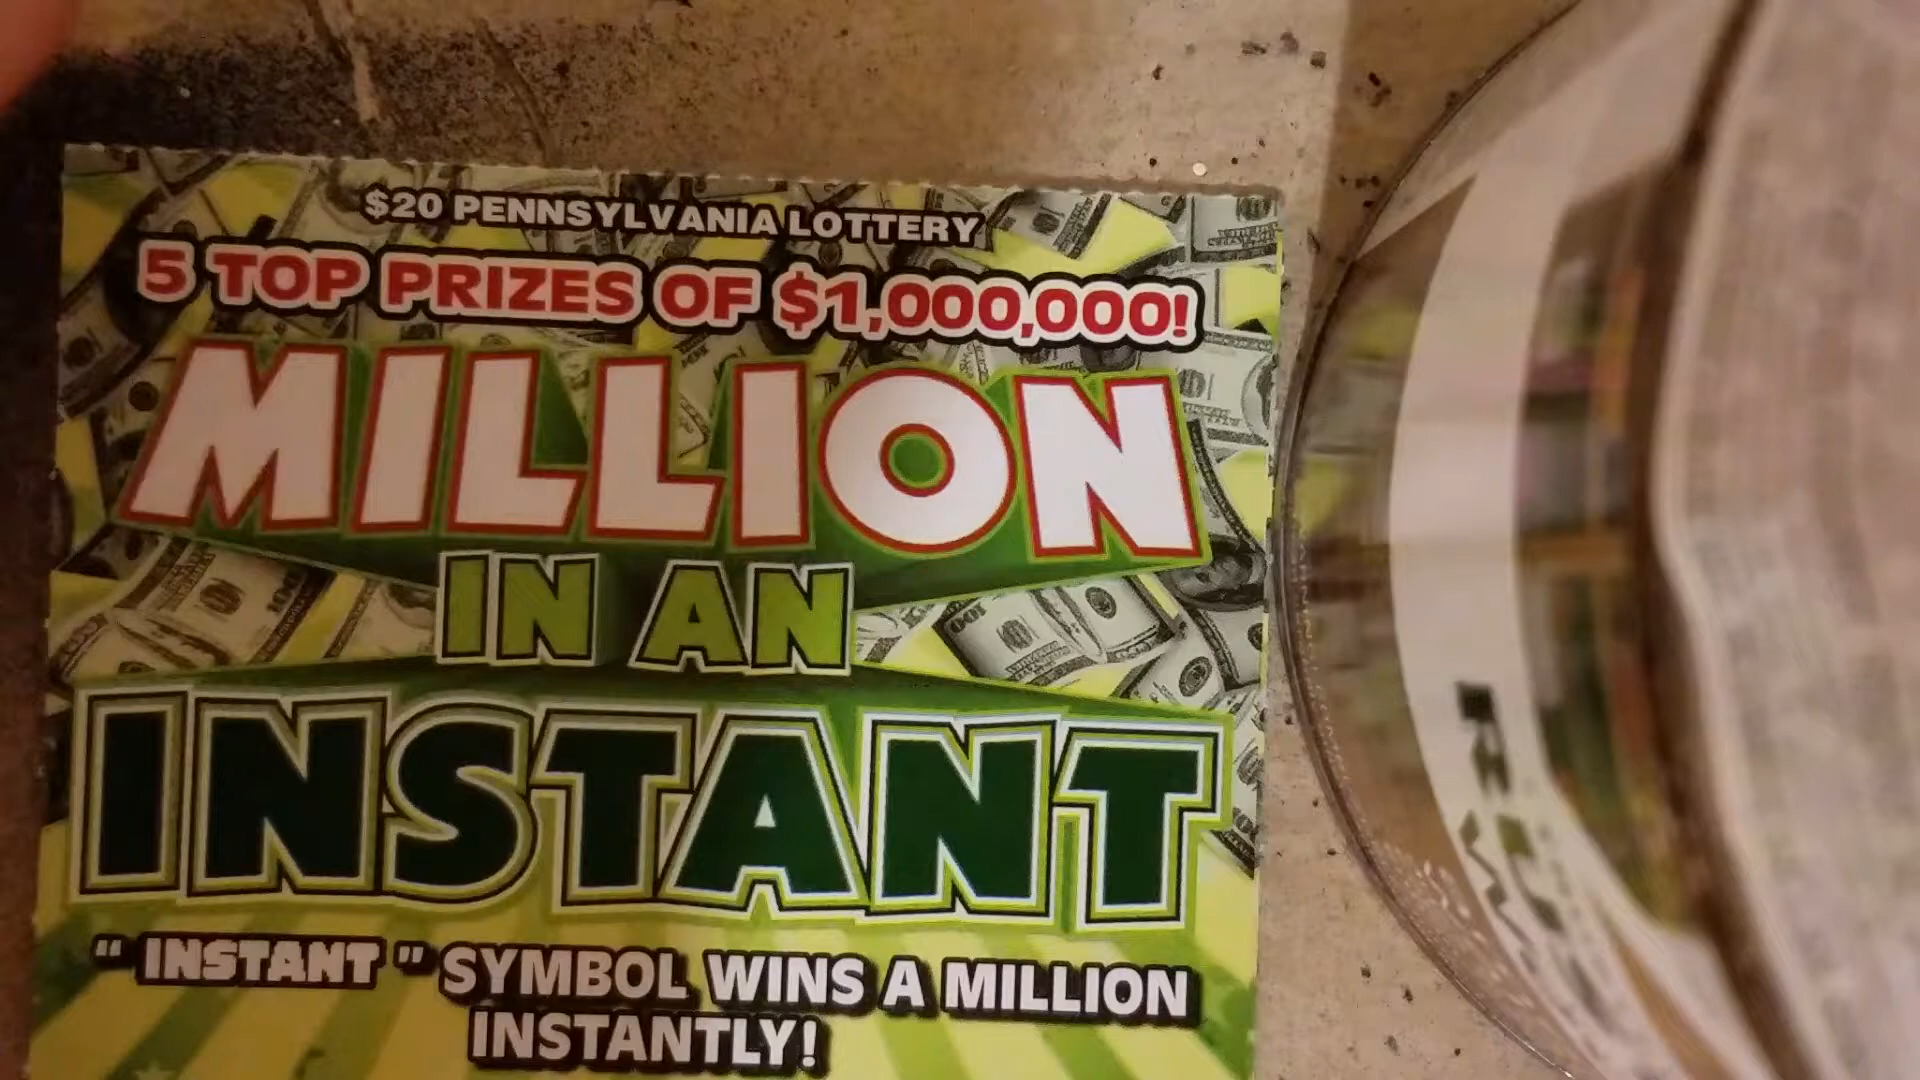 $20 PENNSYLVANIA LOTTERY
5 TOP PRIZES OF $1,000,000!
MILLION
IN AN
INSTANT
"INSTANT" SYMBOL WINS A MILLION
INSTANTLY!